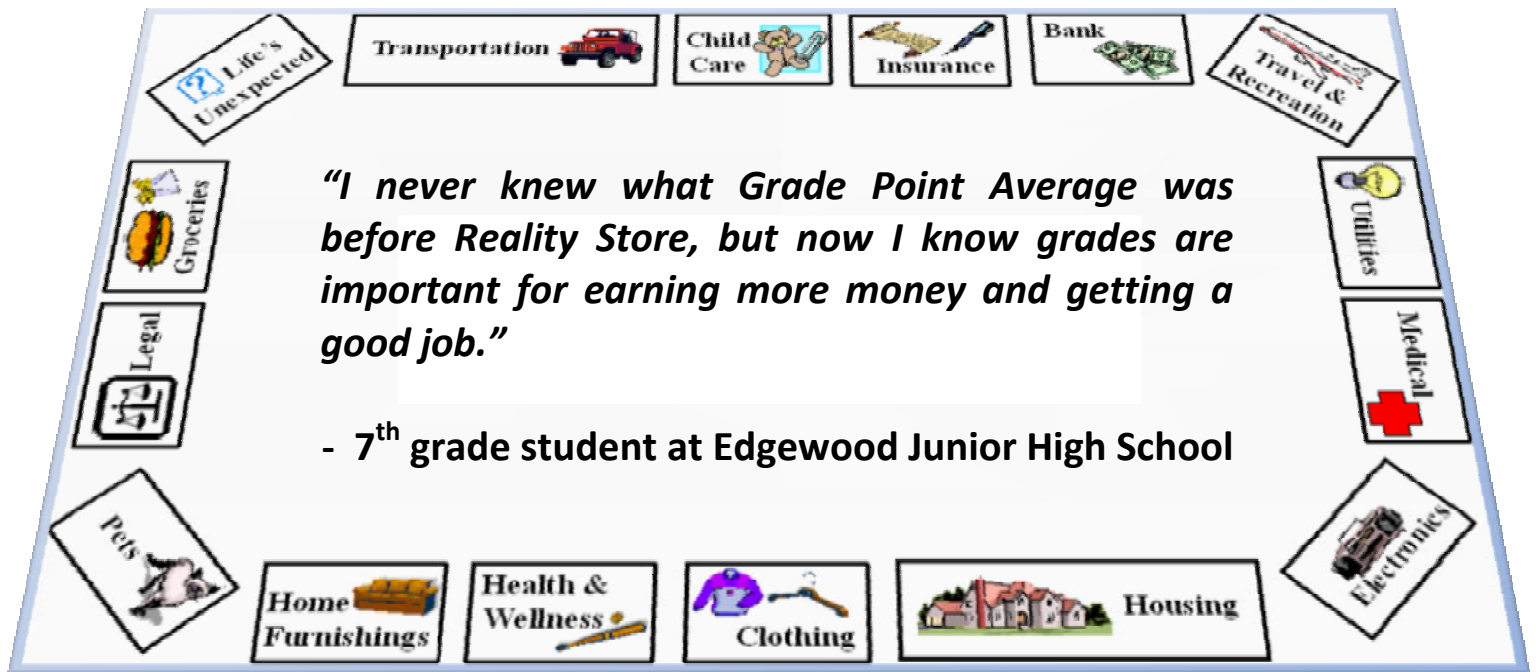 Life's
Unexpected
Transportation
Child
Care
Insurance
Bank
Travel &
Recreation
Groceries
Legal
“I never knew what Grade Point Average was
before Reality Store, but now I know grades are
important for earning more money and getting a
good job.”
- 7th grade student at Edgewood Junior High School
Utilities
Medical
Pets
Home
Furnishings
Health &
Wellness
Clothing
Housing
Electronics